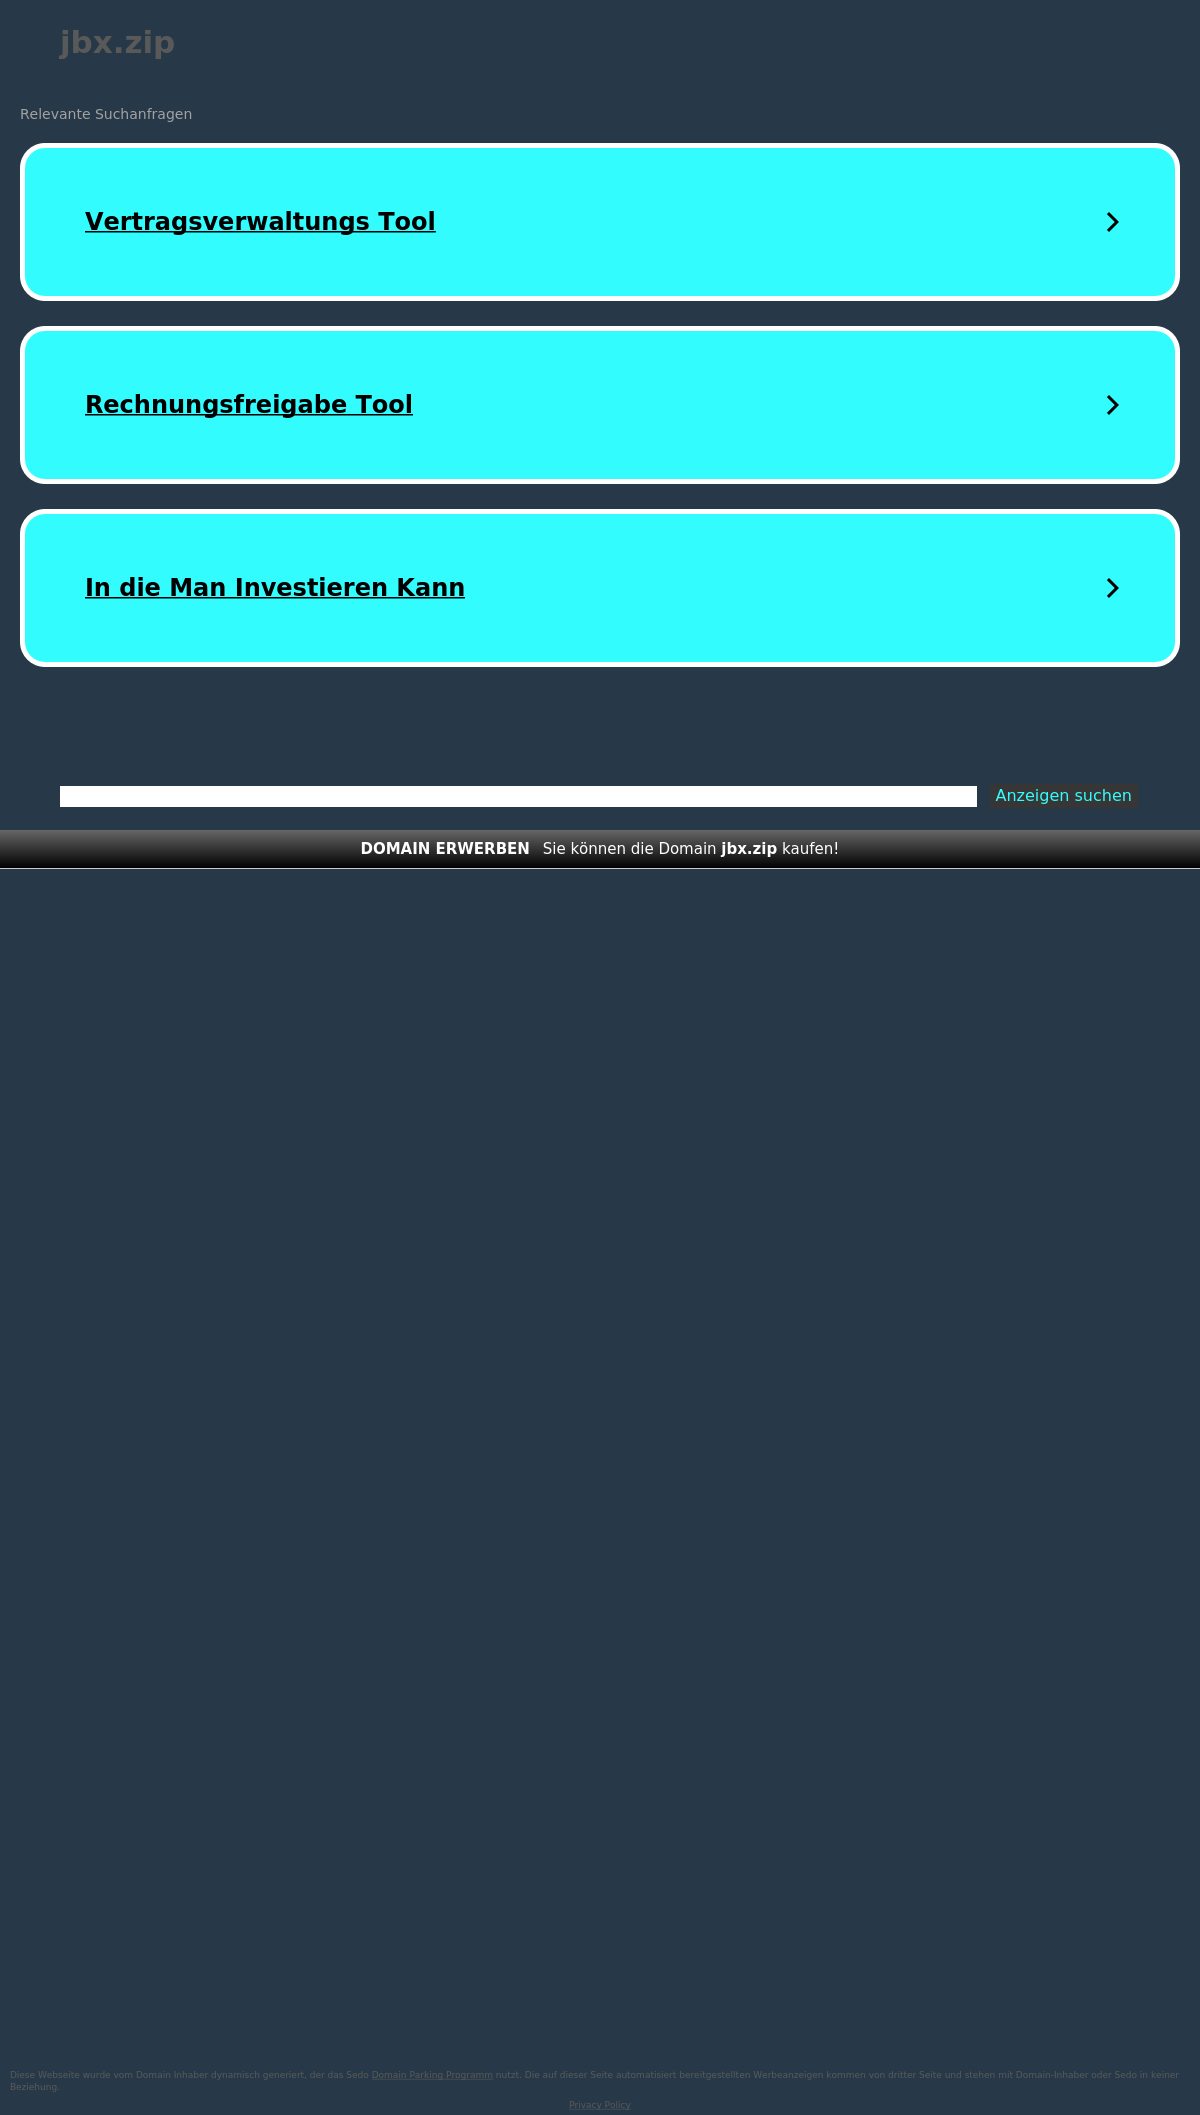 jbx.zip
Relevante Suchanfragen
Vertragsverwaltungs Tool
Rechnungsfreigabe Tool
In die Man Investieren Kann
Anzeigen suchen
DOMAIN ERWERBEN Sie können die Domain jbx.zip kaufen!
Diese Webseite wurde vom Domain Inhaber dynamisch generiert, der das Sedo Domain Parking Programm nutzt. Die auf dieser Seite automatisiert bereitgestellten Werbeanzeigen kommen von dritter Seite und stehen mit Domain-Inhaber oder Sedo in keiner
Beziehung.
Privacy Policy